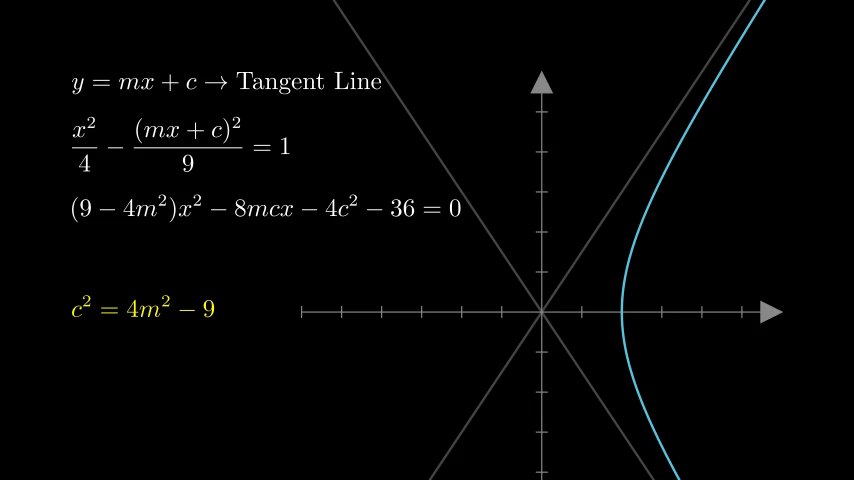 y = mx + c → Tangent Line
x²/4 − (mx + c)²/9 = 1
(9 − 4m²)x² − 8mcx − 4c² − 36 = 0
c² = 4m² − 9